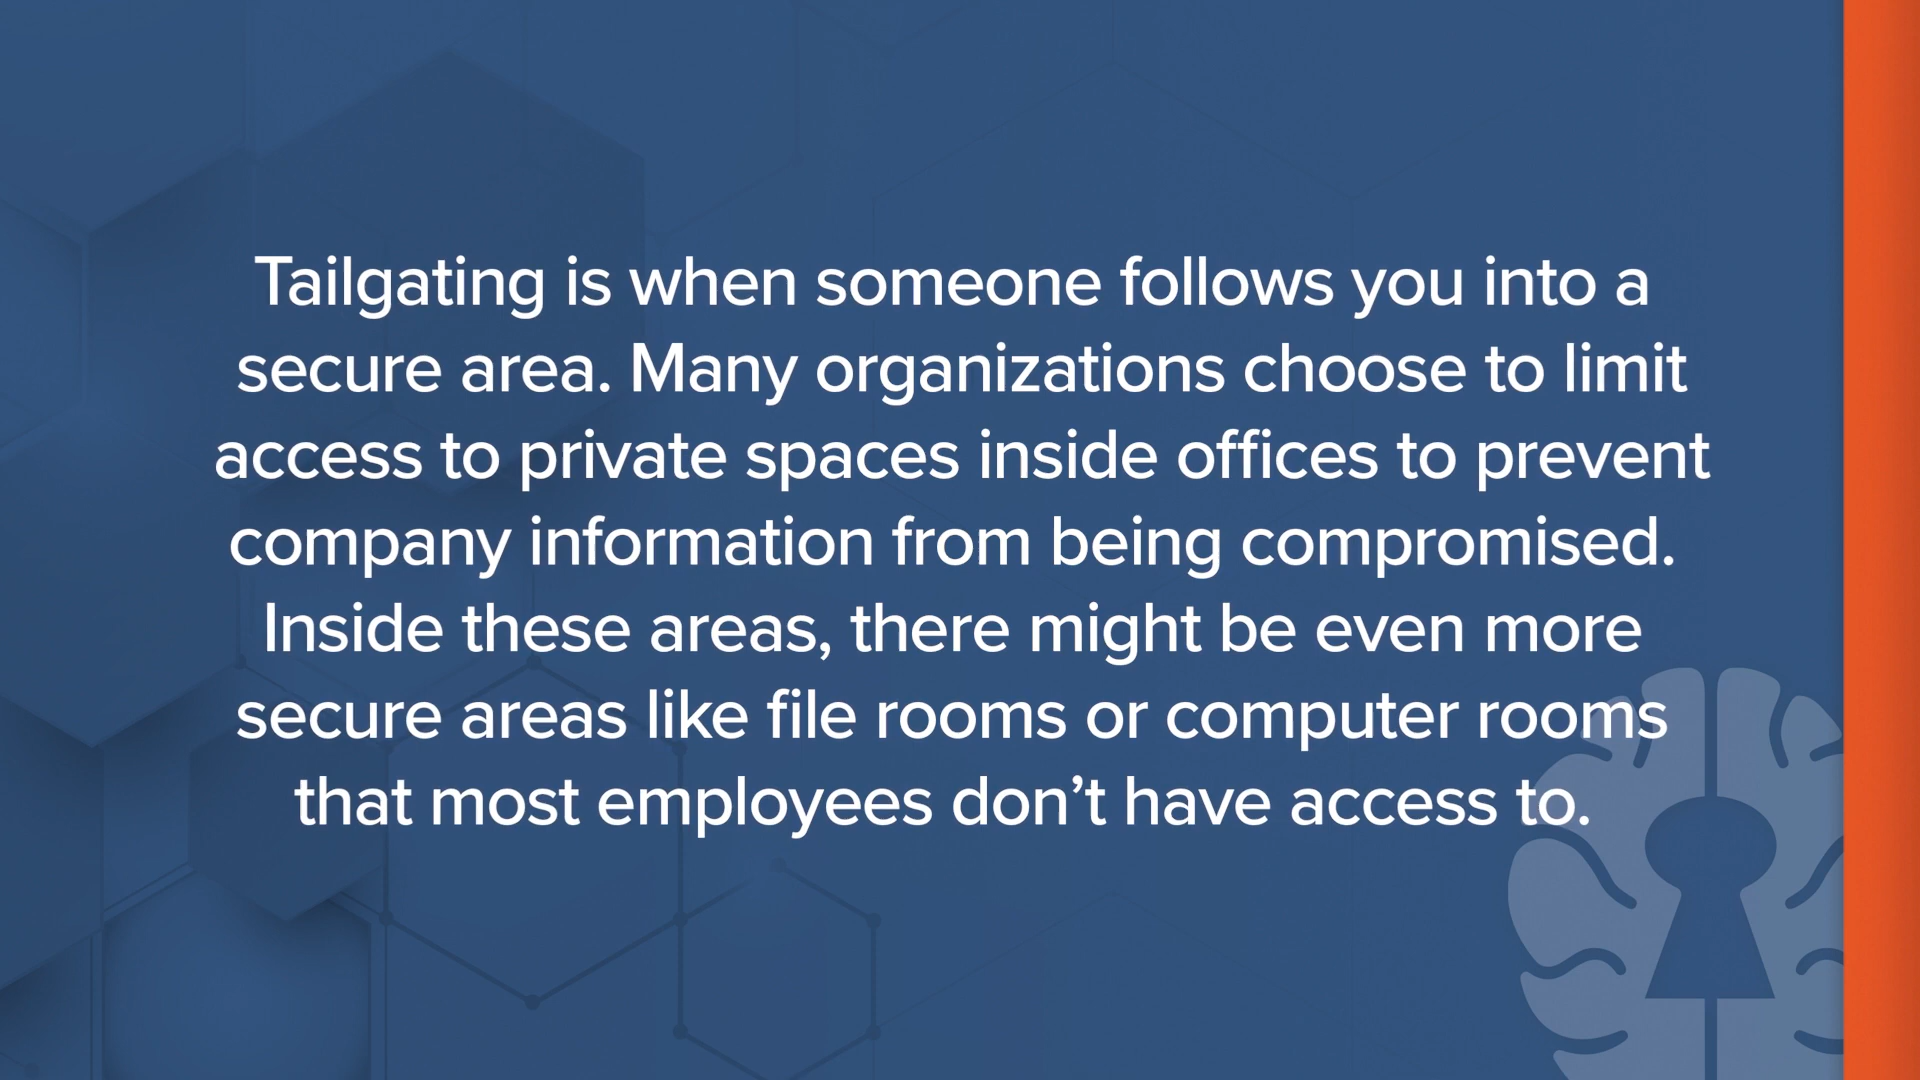 Tailgating is when someone follows you into a
secure area. Many organizations choose to limit
access to private spaces inside offices to prevent
company information from being compromised.
Inside these areas, there might be even more
secure areas like file rooms or computer rooms
that most employees don’t have access to.